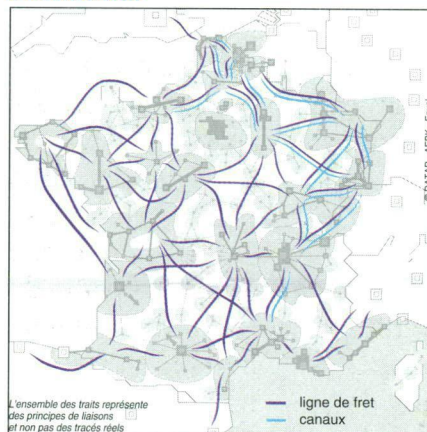 L'ensemble des traits représente
des principes de liaisons
et non pas des tracés réels
ligne de fret
canaux